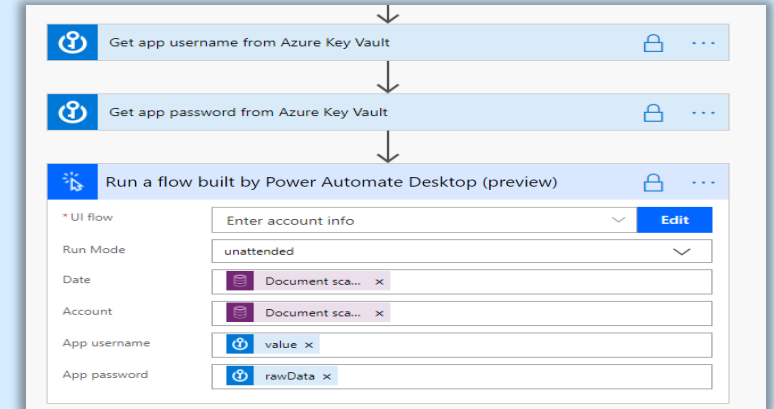 Get app username from Azure Key Vault
Get app password from Azure Key Vault
Run a flow built by Power Automate Desktop (preview)
* UI flow Enter account info Edit
Run Mode unattended
Date Document sca... ×
Account Document sca... ×
App username value ×
App password rawData ×